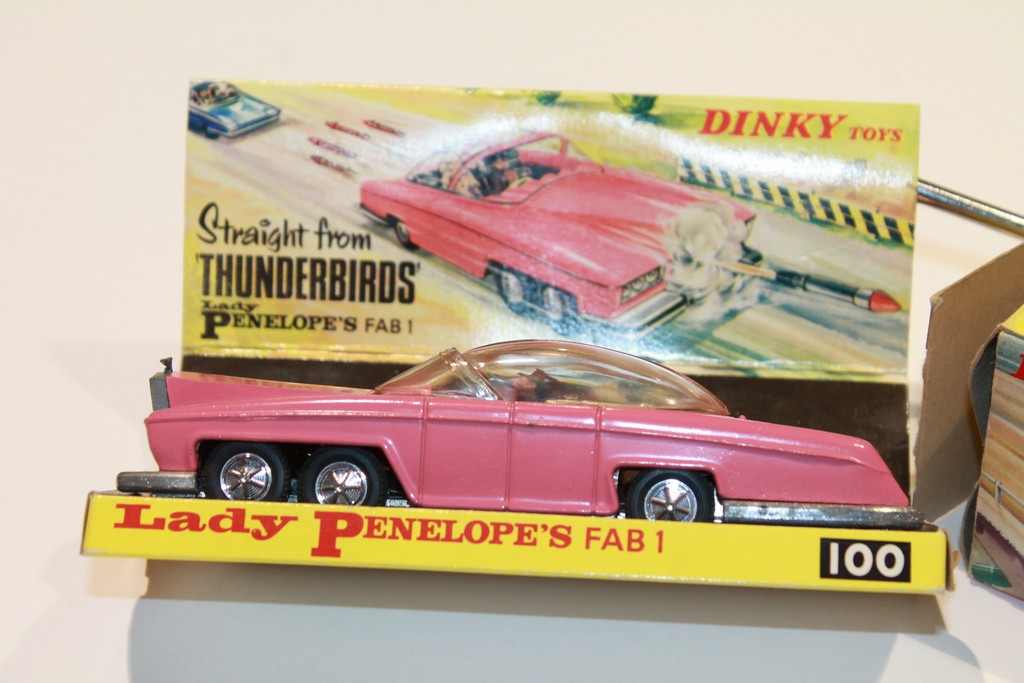 DINKY TOYS
Straight from
'THUNDERBIRDS'
Lady
PENELOPE'S FAB 1
Lady PENELOPE'S FAB 1
100